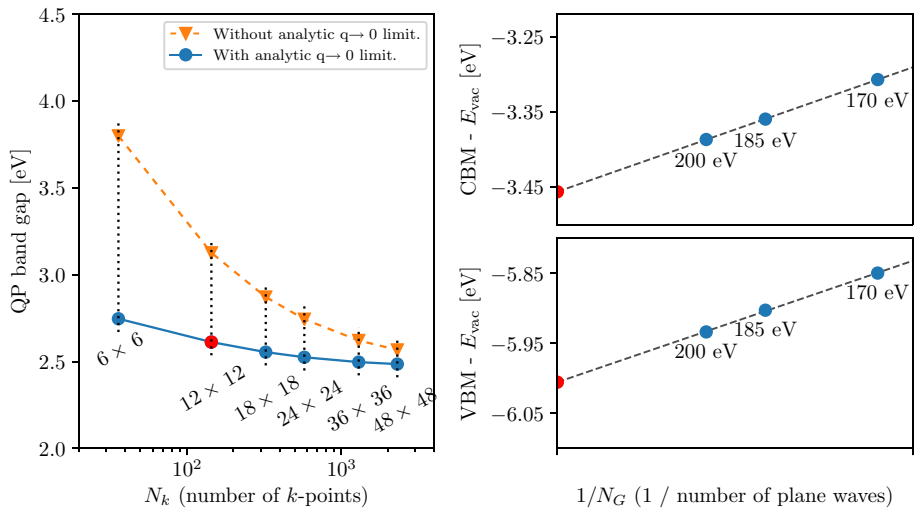 4.5
4.0
3.5
3.0
2.5
2.0
QP band gap [eV]
Without analytic q→ 0 limit.
With analytic q→ 0 limit.
6 × 6
12 × 12
18 × 18
24 × 24
36 × 36
48 × 48
10²
10³
N_k (number of k-points)
−3.25
−3.35
−3.45
CBM - E_vac [eV]
200 eV
185 eV
170 eV
−5.85
−5.95
−6.05
VBM - E_vac [eV]
200 eV
185 eV
170 eV
1/N_G (1 / number of plane waves)